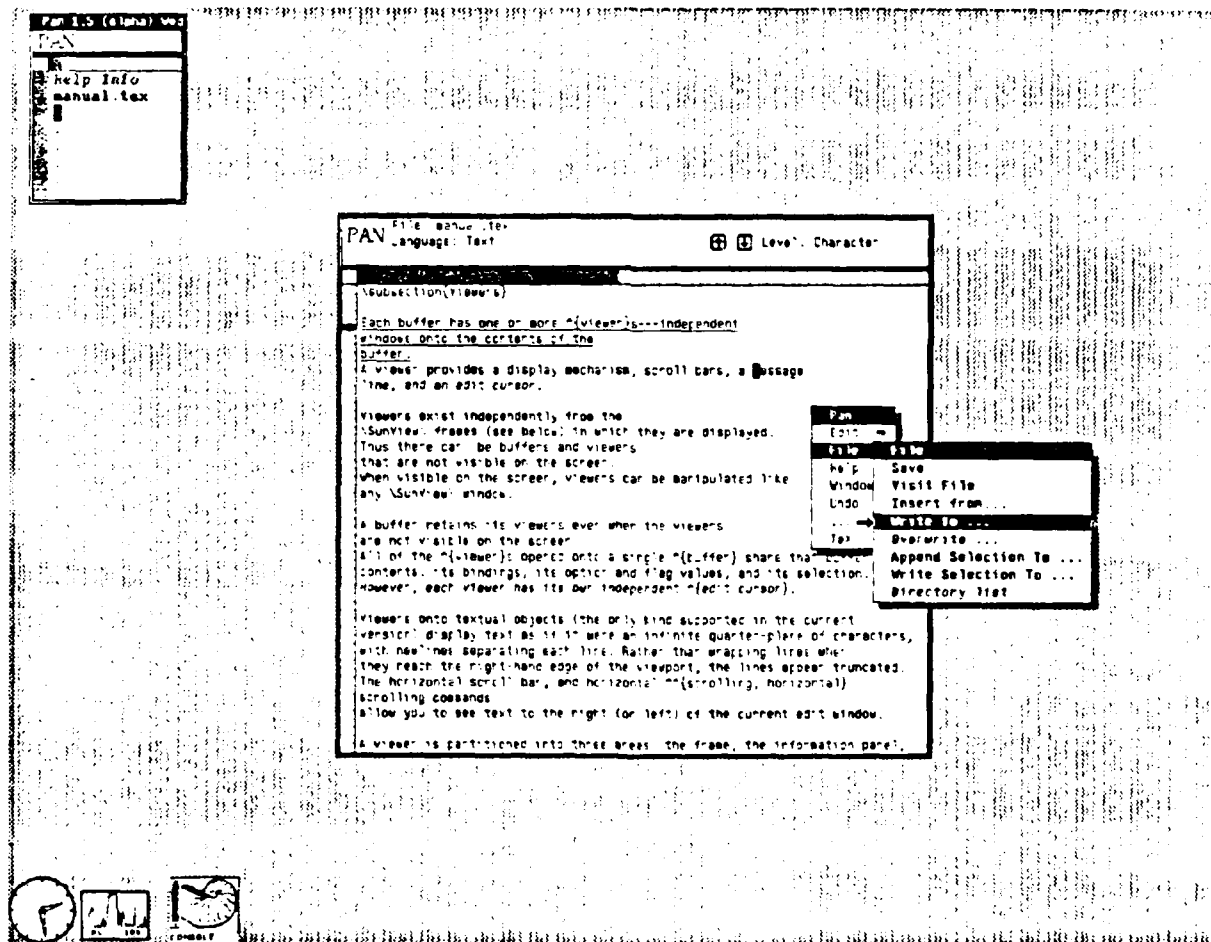 Pan 1.5 (alpha)
PAN
Help Info
manual.tex
PAN
File: manual.tex
Language: Text
Level: Character
\subsection{Viewers}
Each buffer has one or more ^{viewer}s---independent
windows onto the contents of the
buffer.
A viewer provides a display mechanism, scroll bars, a message
line, and an edit cursor.
Viewers exist independently from the
\SunView\ frames (see below) in which they are displayed.
Thus there can be buffers and viewers
that are not visible on the screen.
When visible on the screen, viewers can be manipulated like
any \SunView\ window.
A buffer retains its viewers even when the viewers
are not visible on the screen
All of the ^{viewer}s opened onto a single ^{buffer} share that
contents, its bindings, its option and flag values, and its selection.
However, each viewer has its own independent ^{edit cursor}.
Viewers onto textual objects (the only kind supported in the current
version) display text as if it were an infinite quarter-plane of characters,
with newlines separating each line. Rather than wrapping lines when
they reach the right-hand edge of the viewport, the lines appear truncated.
The horizontal scroll bar, and horizontal ^^{scrolling, horizontal}
scrolling commands
allow you to see text to the right (or left) of the current edit window.
A viewer is partitioned into three areas: the frame, the information panel,
Pan
Edit
File
Help
Window
Undo
...
File
Save
Visit File
Insert from ...
Write To ...
Overwrite ...
Append Selection To ...
Write Selection To ...
Directory list
CONSOLE